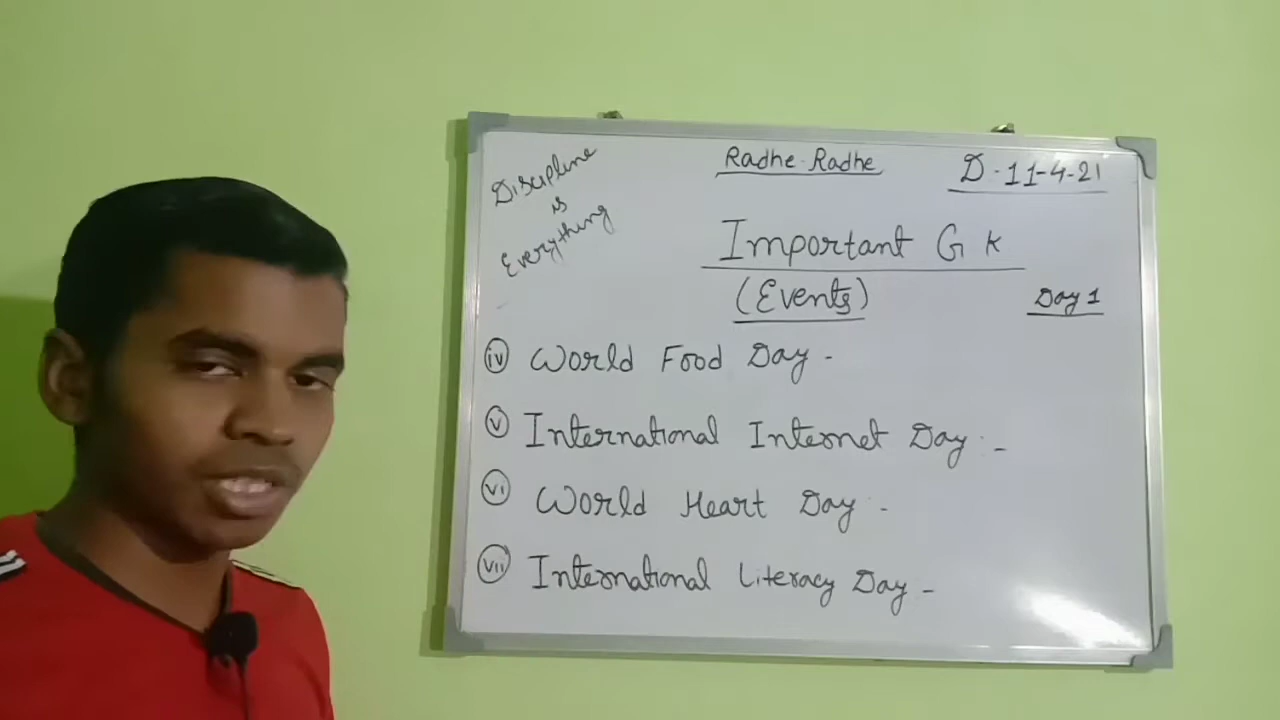 Discipline
is
Everything
Radhe-Radhe
D-11-4-21
Important G K
(Events)
Day 1
iv World Food Day -
v International Internet Day :-
vi World Heart Day -
vii International Literacy Day -